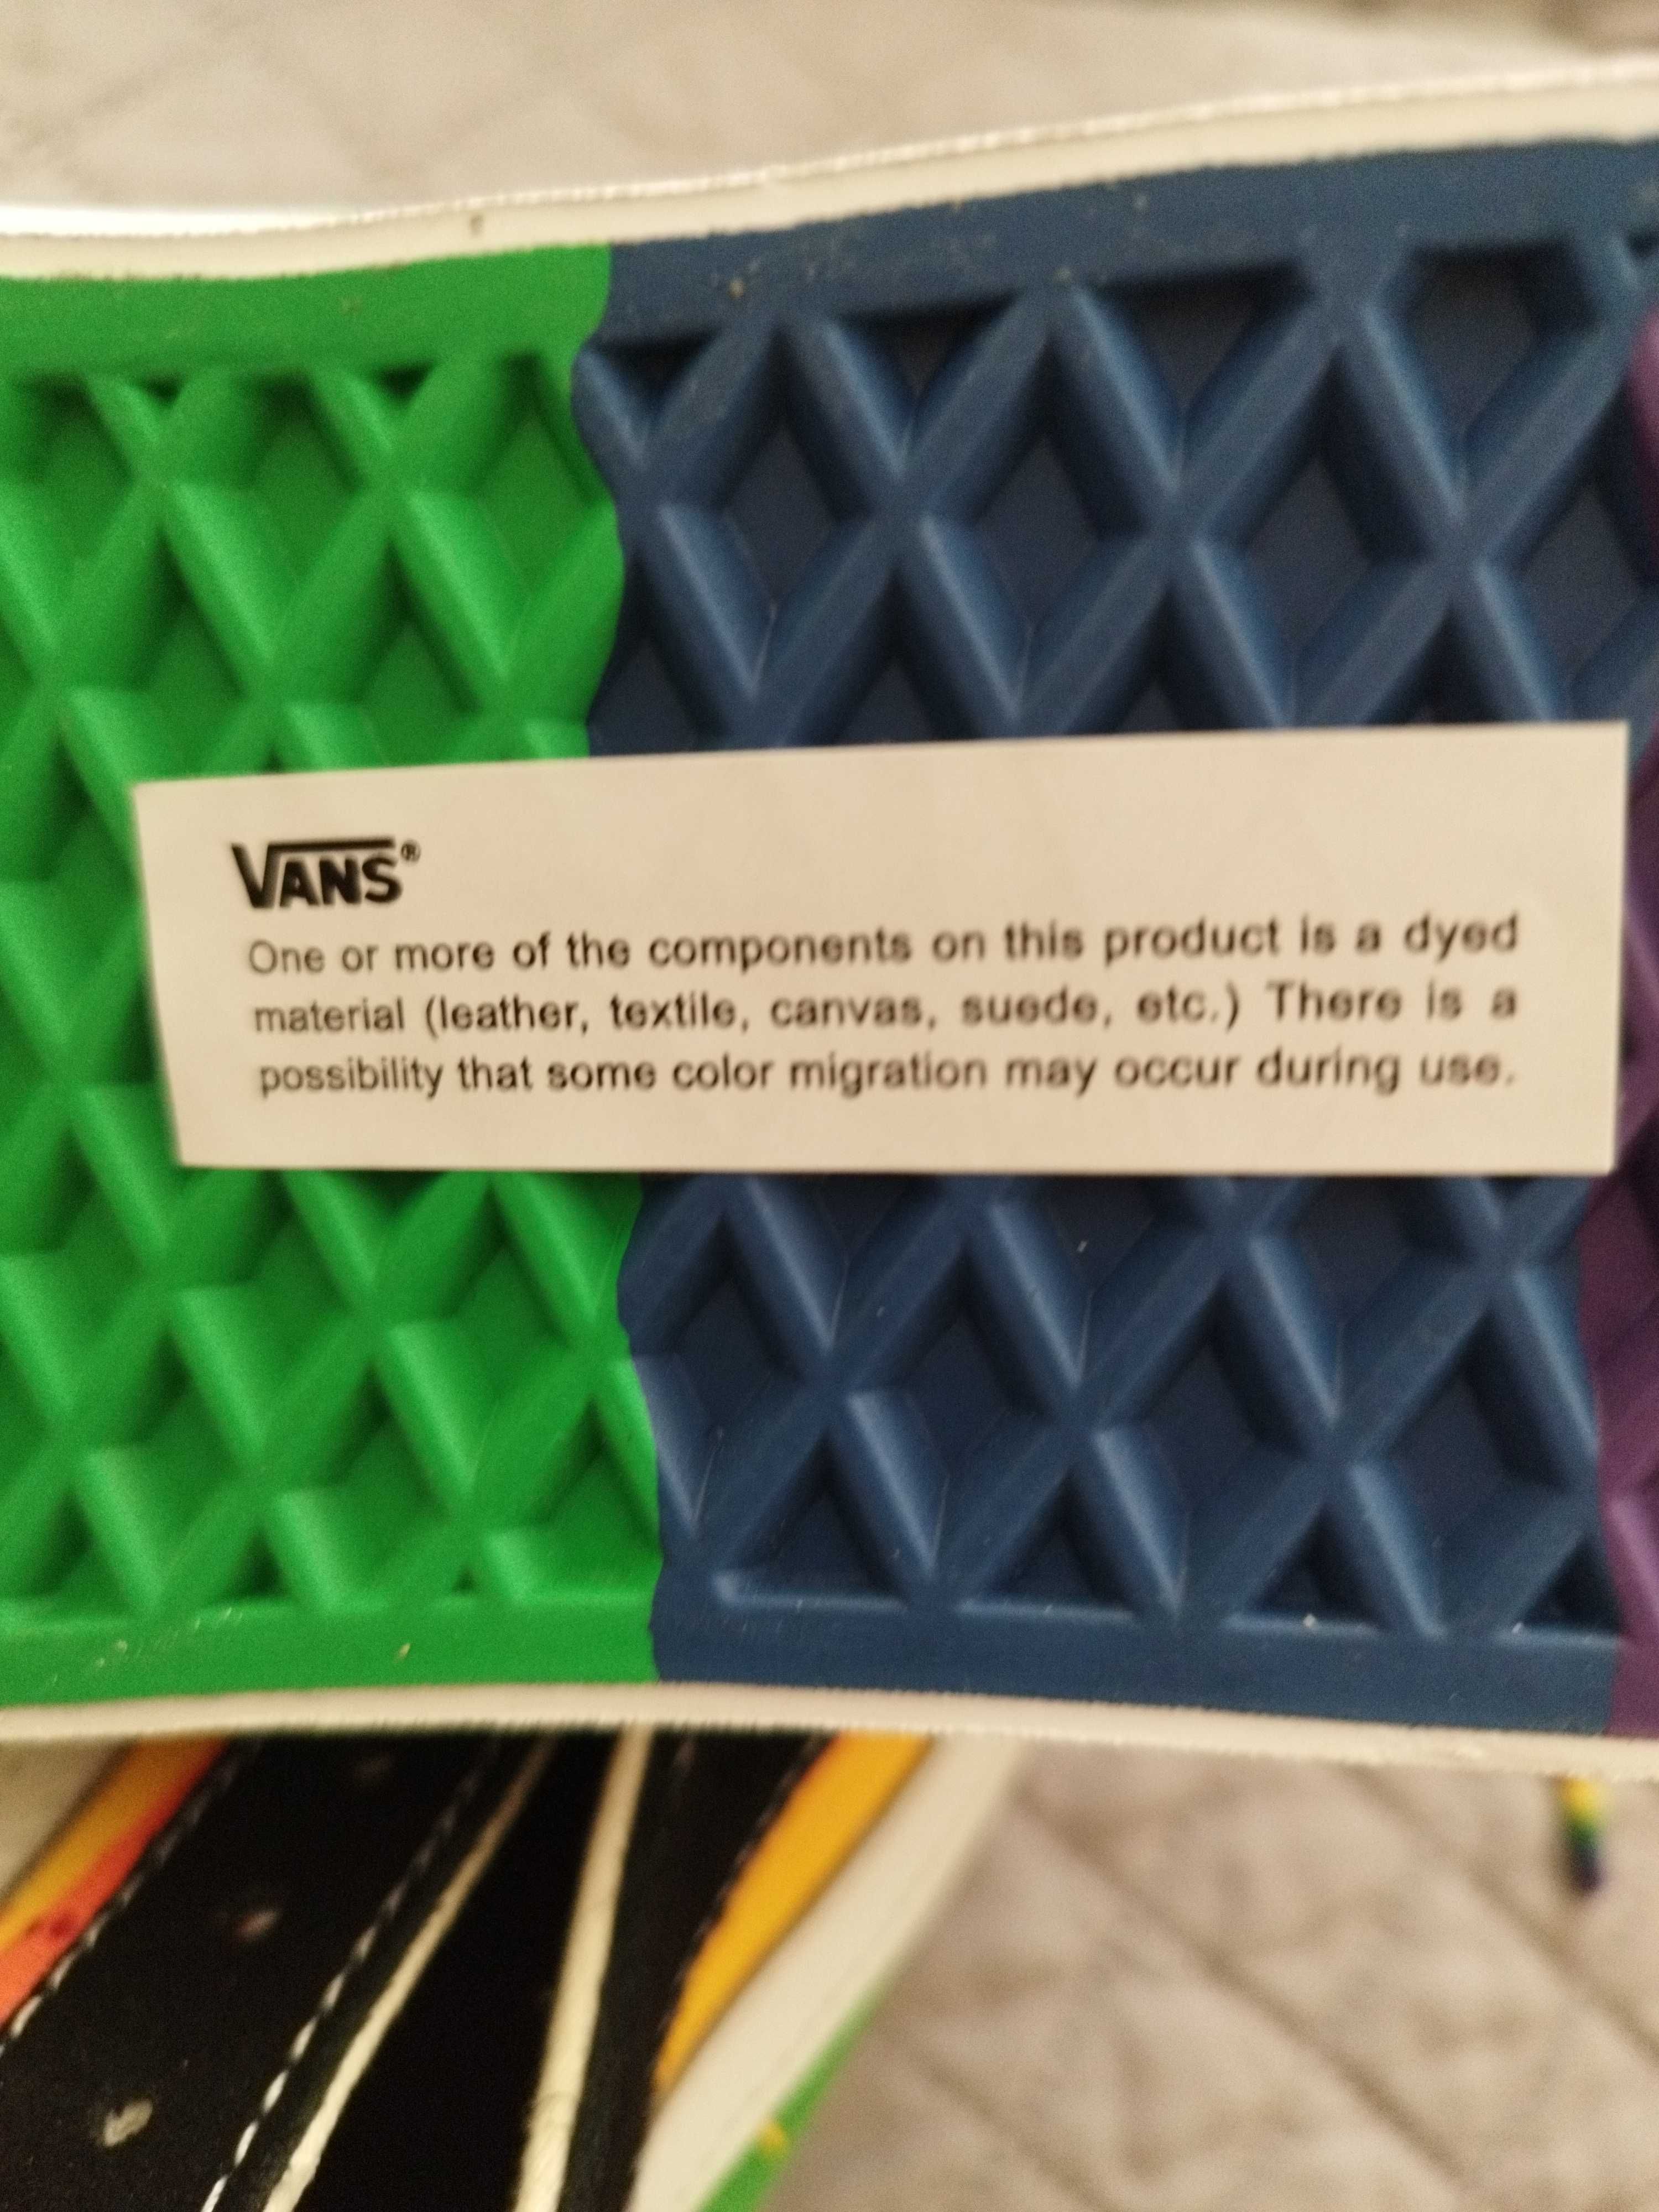 VANS®
One or more of the components on this product is a dyed
material (leather, textile, canvas, suede, etc.) There is a
possibility that some color migration may occur during use.